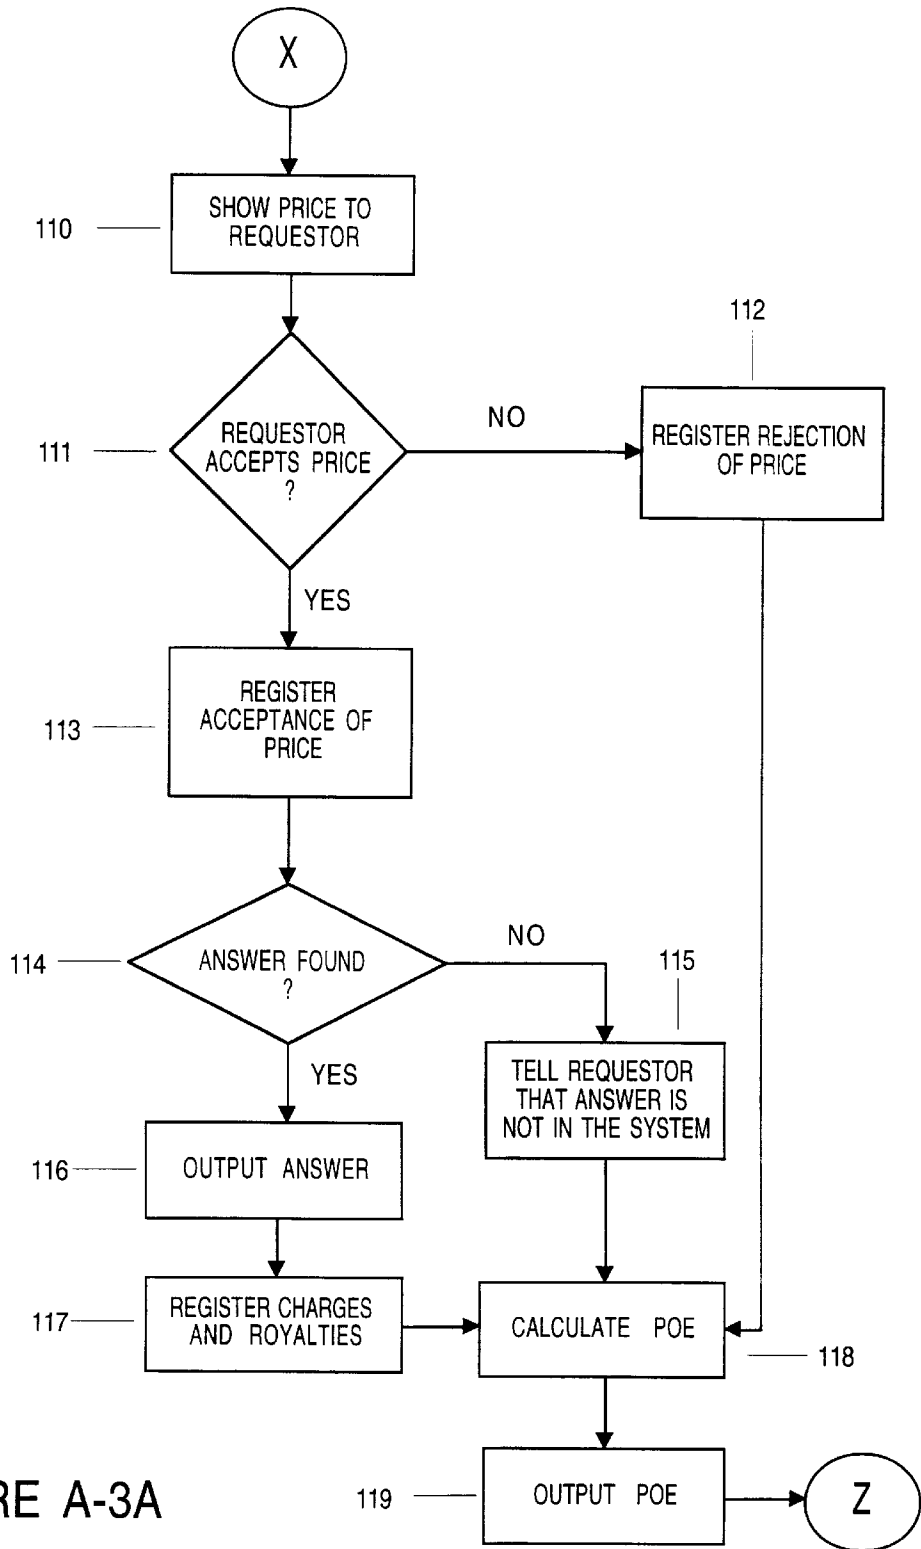 X
SHOW PRICE TO
REQUESTOR
110
112
REQUESTOR
ACCEPTS PRICE
?
111
NO
REGISTER REJECTION
OF PRICE
YES
REGISTER
ACCEPTANCE OF
PRICE
113
ANSWER FOUND
?
114
NO
115
YES
TELL REQUESTOR
THAT ANSWER IS
NOT IN THE SYSTEM
116
OUTPUT ANSWER
117
REGISTER CHARGES
AND ROYALTIES
CALCULATE POE
118
RE A-3A
119
OUTPUT POE
Z